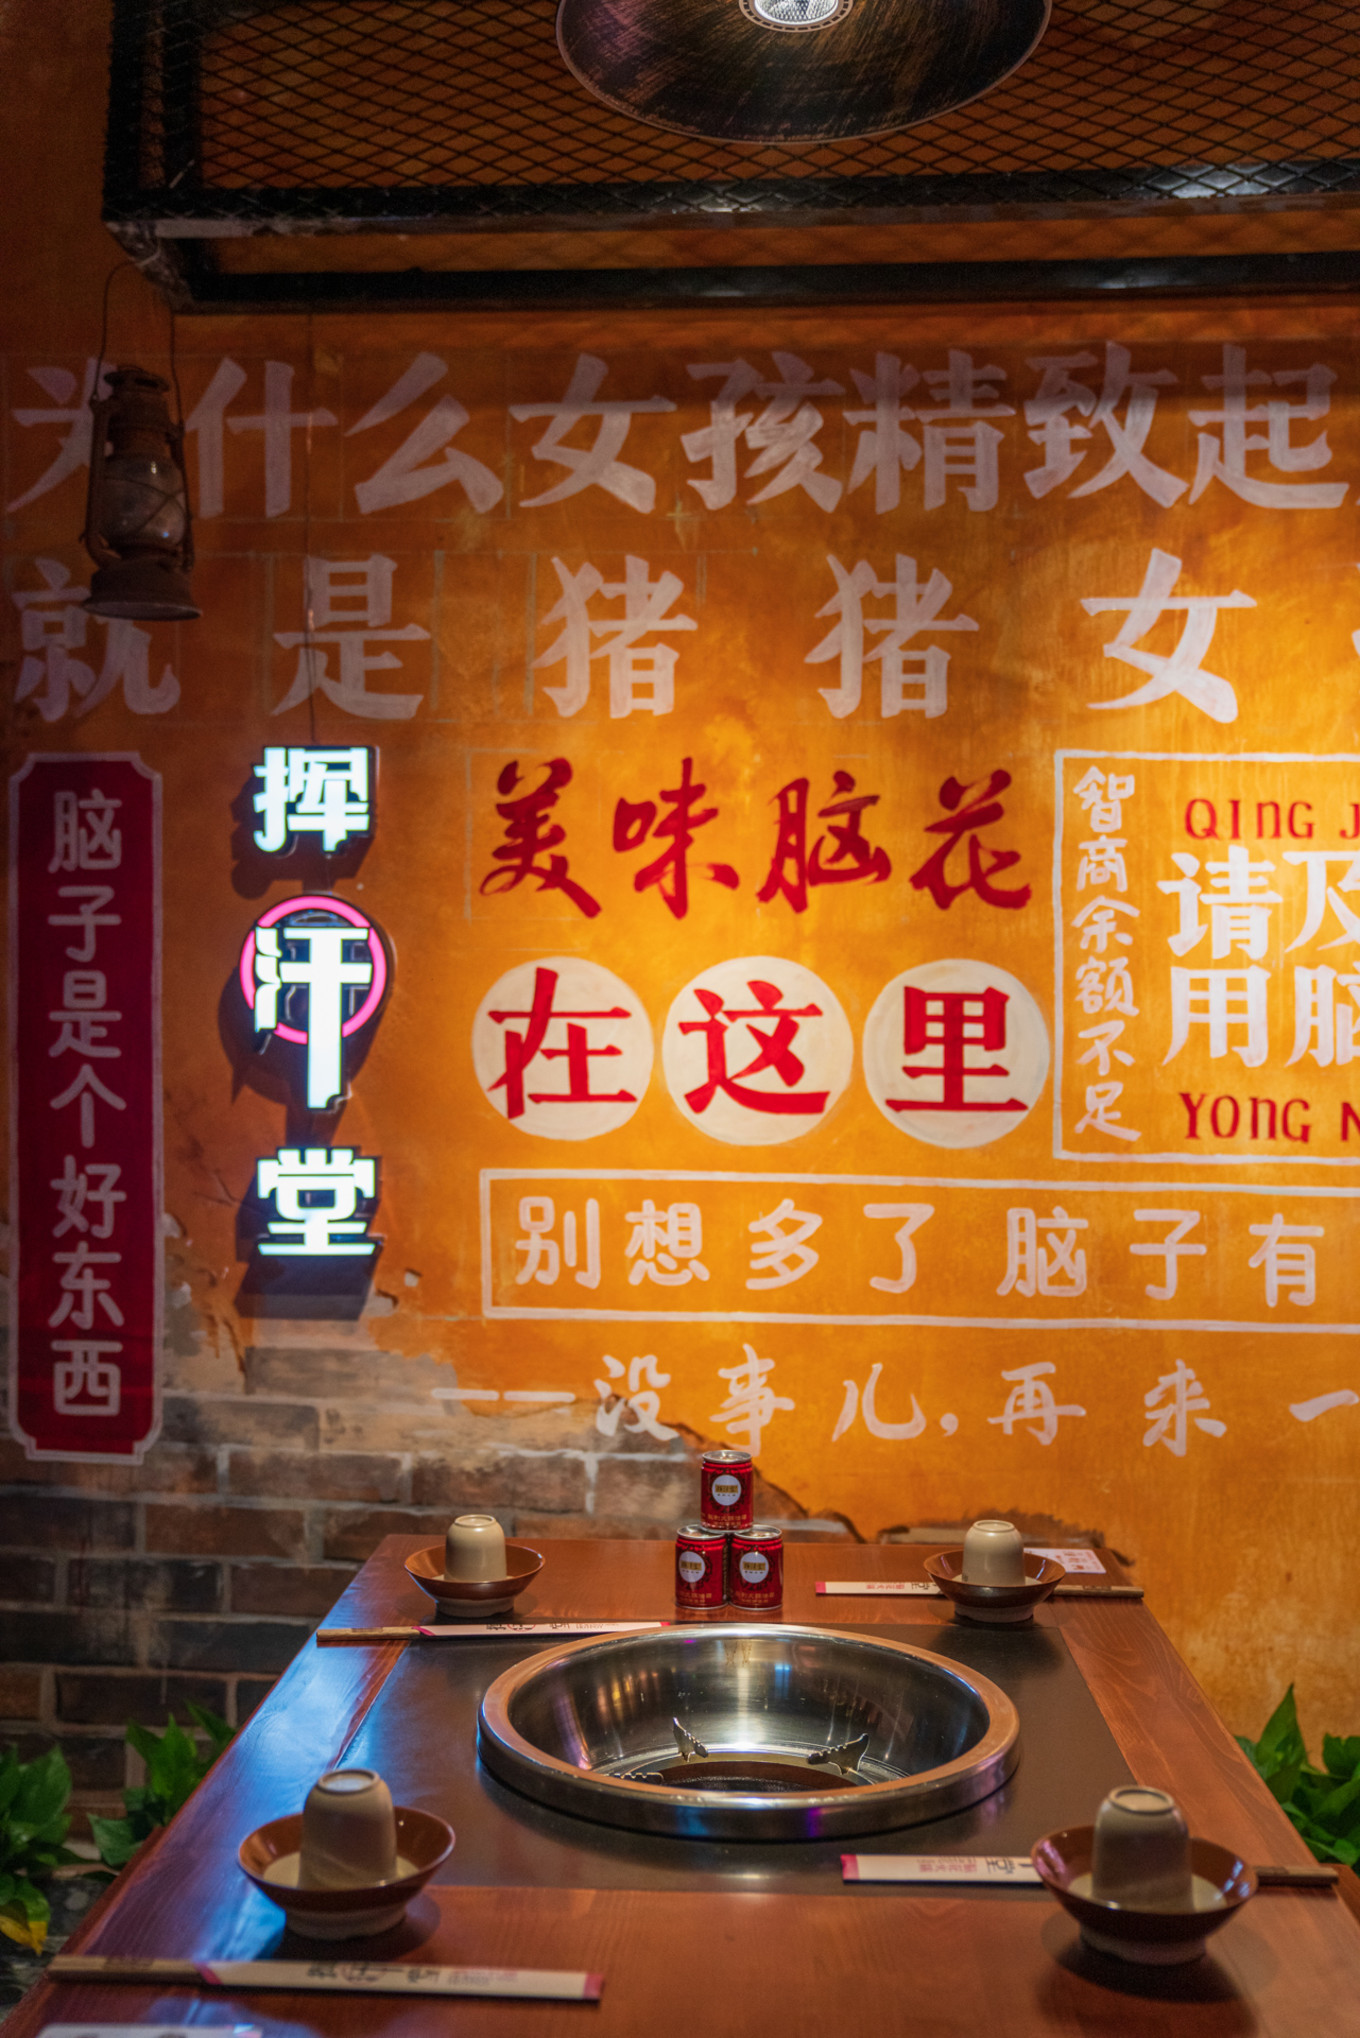 为什么女孩精致起
就是猪猪女
脑子是个好东西
挥汗堂
美味脑花
在这里
智商余额不足
QING J
请及
用脑
YONG N
别想多了 脑子有
——没事儿,再来一